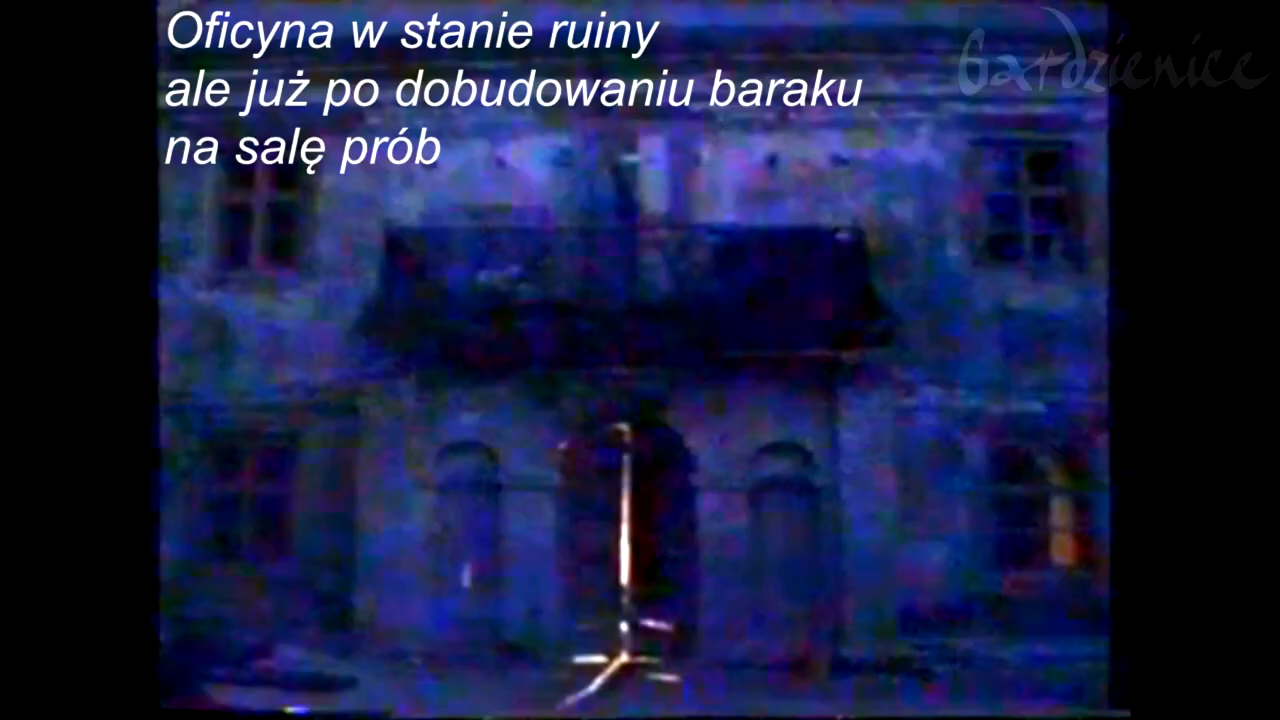 Oficyna w stanie ruiny
ale już po dobudowaniu baraku
na salę prób
Gardzienice